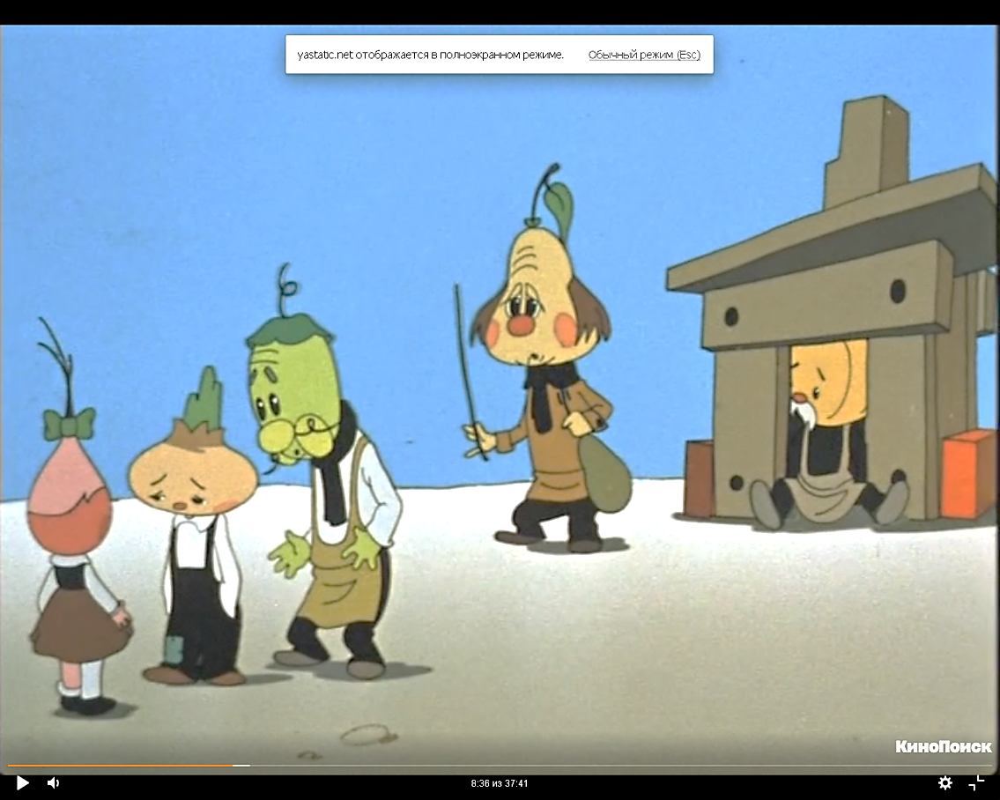 yastatic.net отображается в полноэкранном режиме. Обычный режим (Esc)
КиноПоиск
8:36 из 37:41